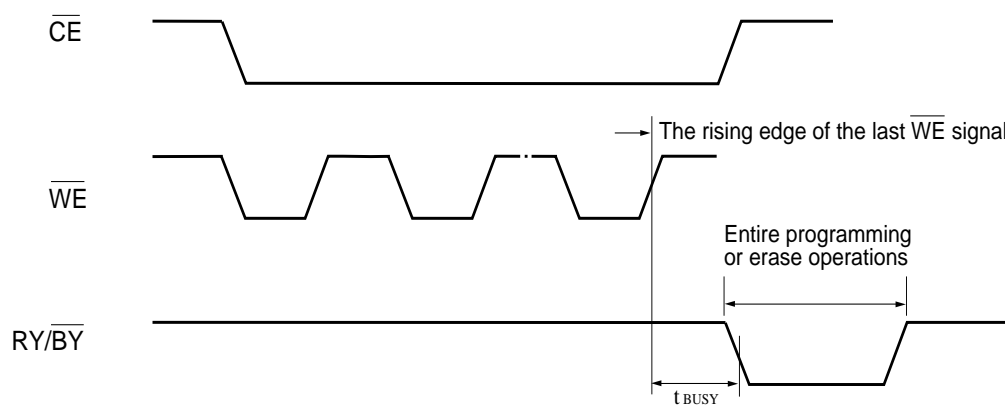 CE
The rising edge of the last WE signal
WE
Entire programming
or erase operations
RY/BY
t BUSY